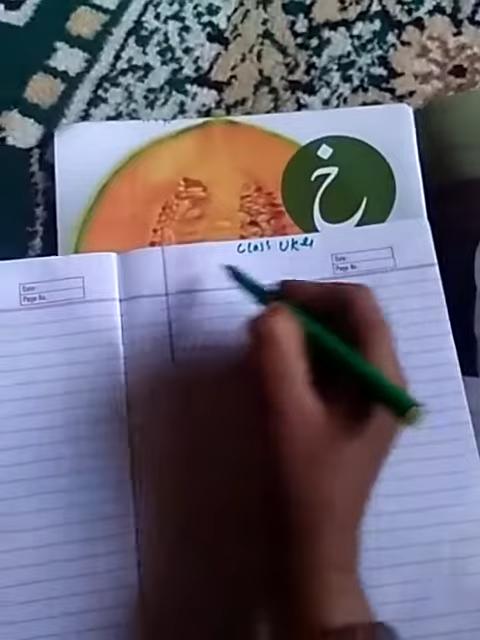 خ
Class UKG
Date:
Page No.
Date:
Page No.